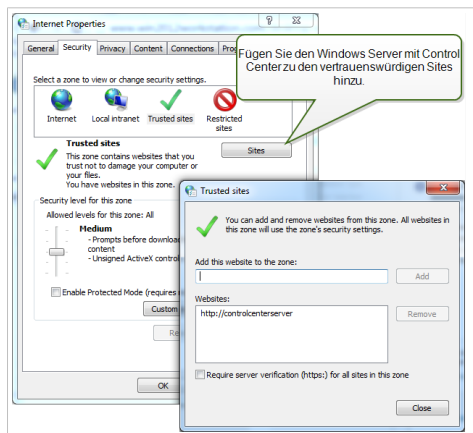 Internet Properties
General Security Privacy Content Connections
Fügen Sie den Windows Server mit Control
Center zu den vertrauenswürdigen Sites
hinzu.
Select a zone to view or change security settings.
Internet Local intranet Trusted sites Restricted
sites
Trusted sites
This zone contains websites that you
trust not to damage your computer or
your files.
You have websites in this zone.
Sites
Security level for this zone
Allowed levels for this zone: All
Medium
- Prompts before
content
- Unsigned ActiveX
Enable Protected Mode (requires
Custom
OK
Trusted sites
You can add and remove websites from this zone. All websites in
this zone will use the zone's security settings.
Add this website to the zone:
Add
Websites:
http://controlcenterserver
Remove
Require server verification (https:) for all sites in this
zone
Close